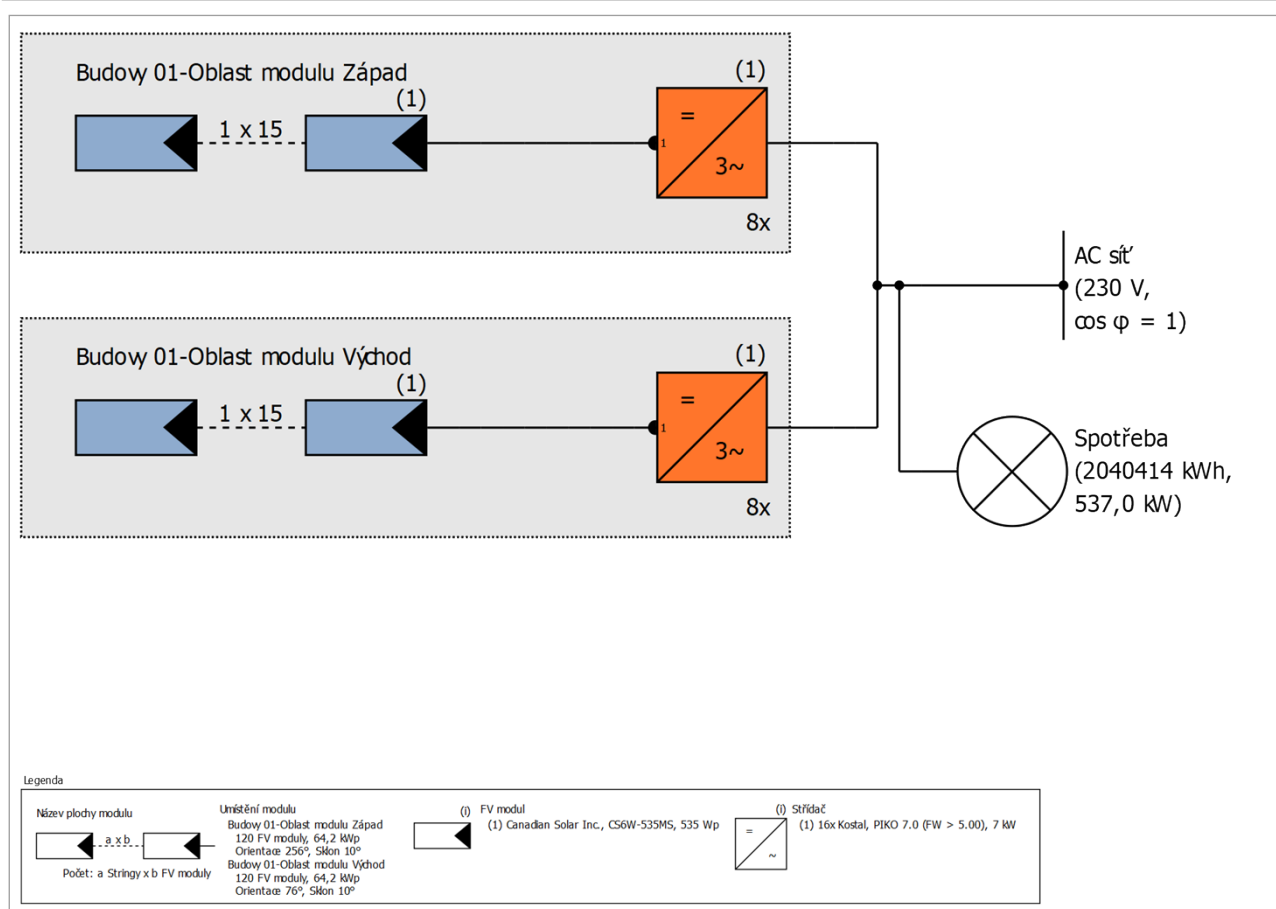 Budovy 01-Oblast modulu Západ
(1)
(1)
1 x 15
1
=
3~
8x
AC síť
(230 V,
cos φ = 1)
Budovy 01-Oblast modulu Východ
(1)
(1)
1 x 15
1
=
3~
8x
Spotřeba
(2040414 kWh,
537,0 kW)
Legenda
Název plochy modulu
a x b
Počet: a Stringy x b FV moduly
Umístění modulu
Budovy 01-Oblast modulu Západ
120 FV moduly, 64,2 kWp
Orientace 256°, Sklon 10°
Budovy 01-Oblast modulu Východ
120 FV moduly, 64,2 kWp
Orientace 76°, Sklon 10°
(i) FV modul
(1) Canadian Solar Inc., CS6W-535MS, 535 Wp
(i) Střídač
=
~
(1) 16x Kostal, PIKO 7.0 (FW > 5.00), 7 kW